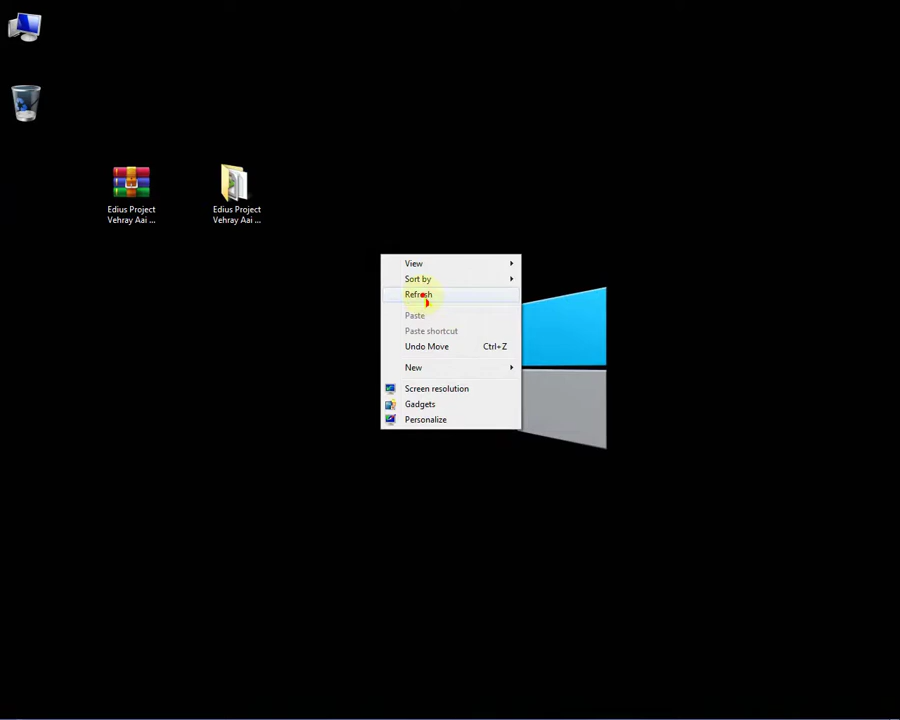 Edius Project
Vehray Aai ...
Edius Project
Vehray Aai ...
View
Sort by
Refresh
Paste
Paste shortcut
Undo Move Ctrl+Z
New
Screen resolution
Gadgets
Personalize